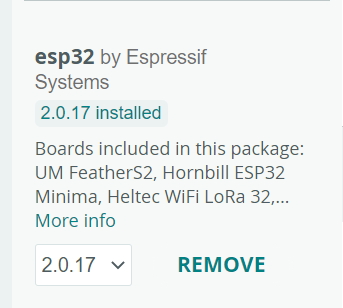 esp32 by Espressif
Systems
2.0.17 installed
Boards included in this package:
UM FeatherS2, Hornbill ESP32
Minima, Heltec WiFi LoRa 32,...
More info
2.0.17 REMOVE